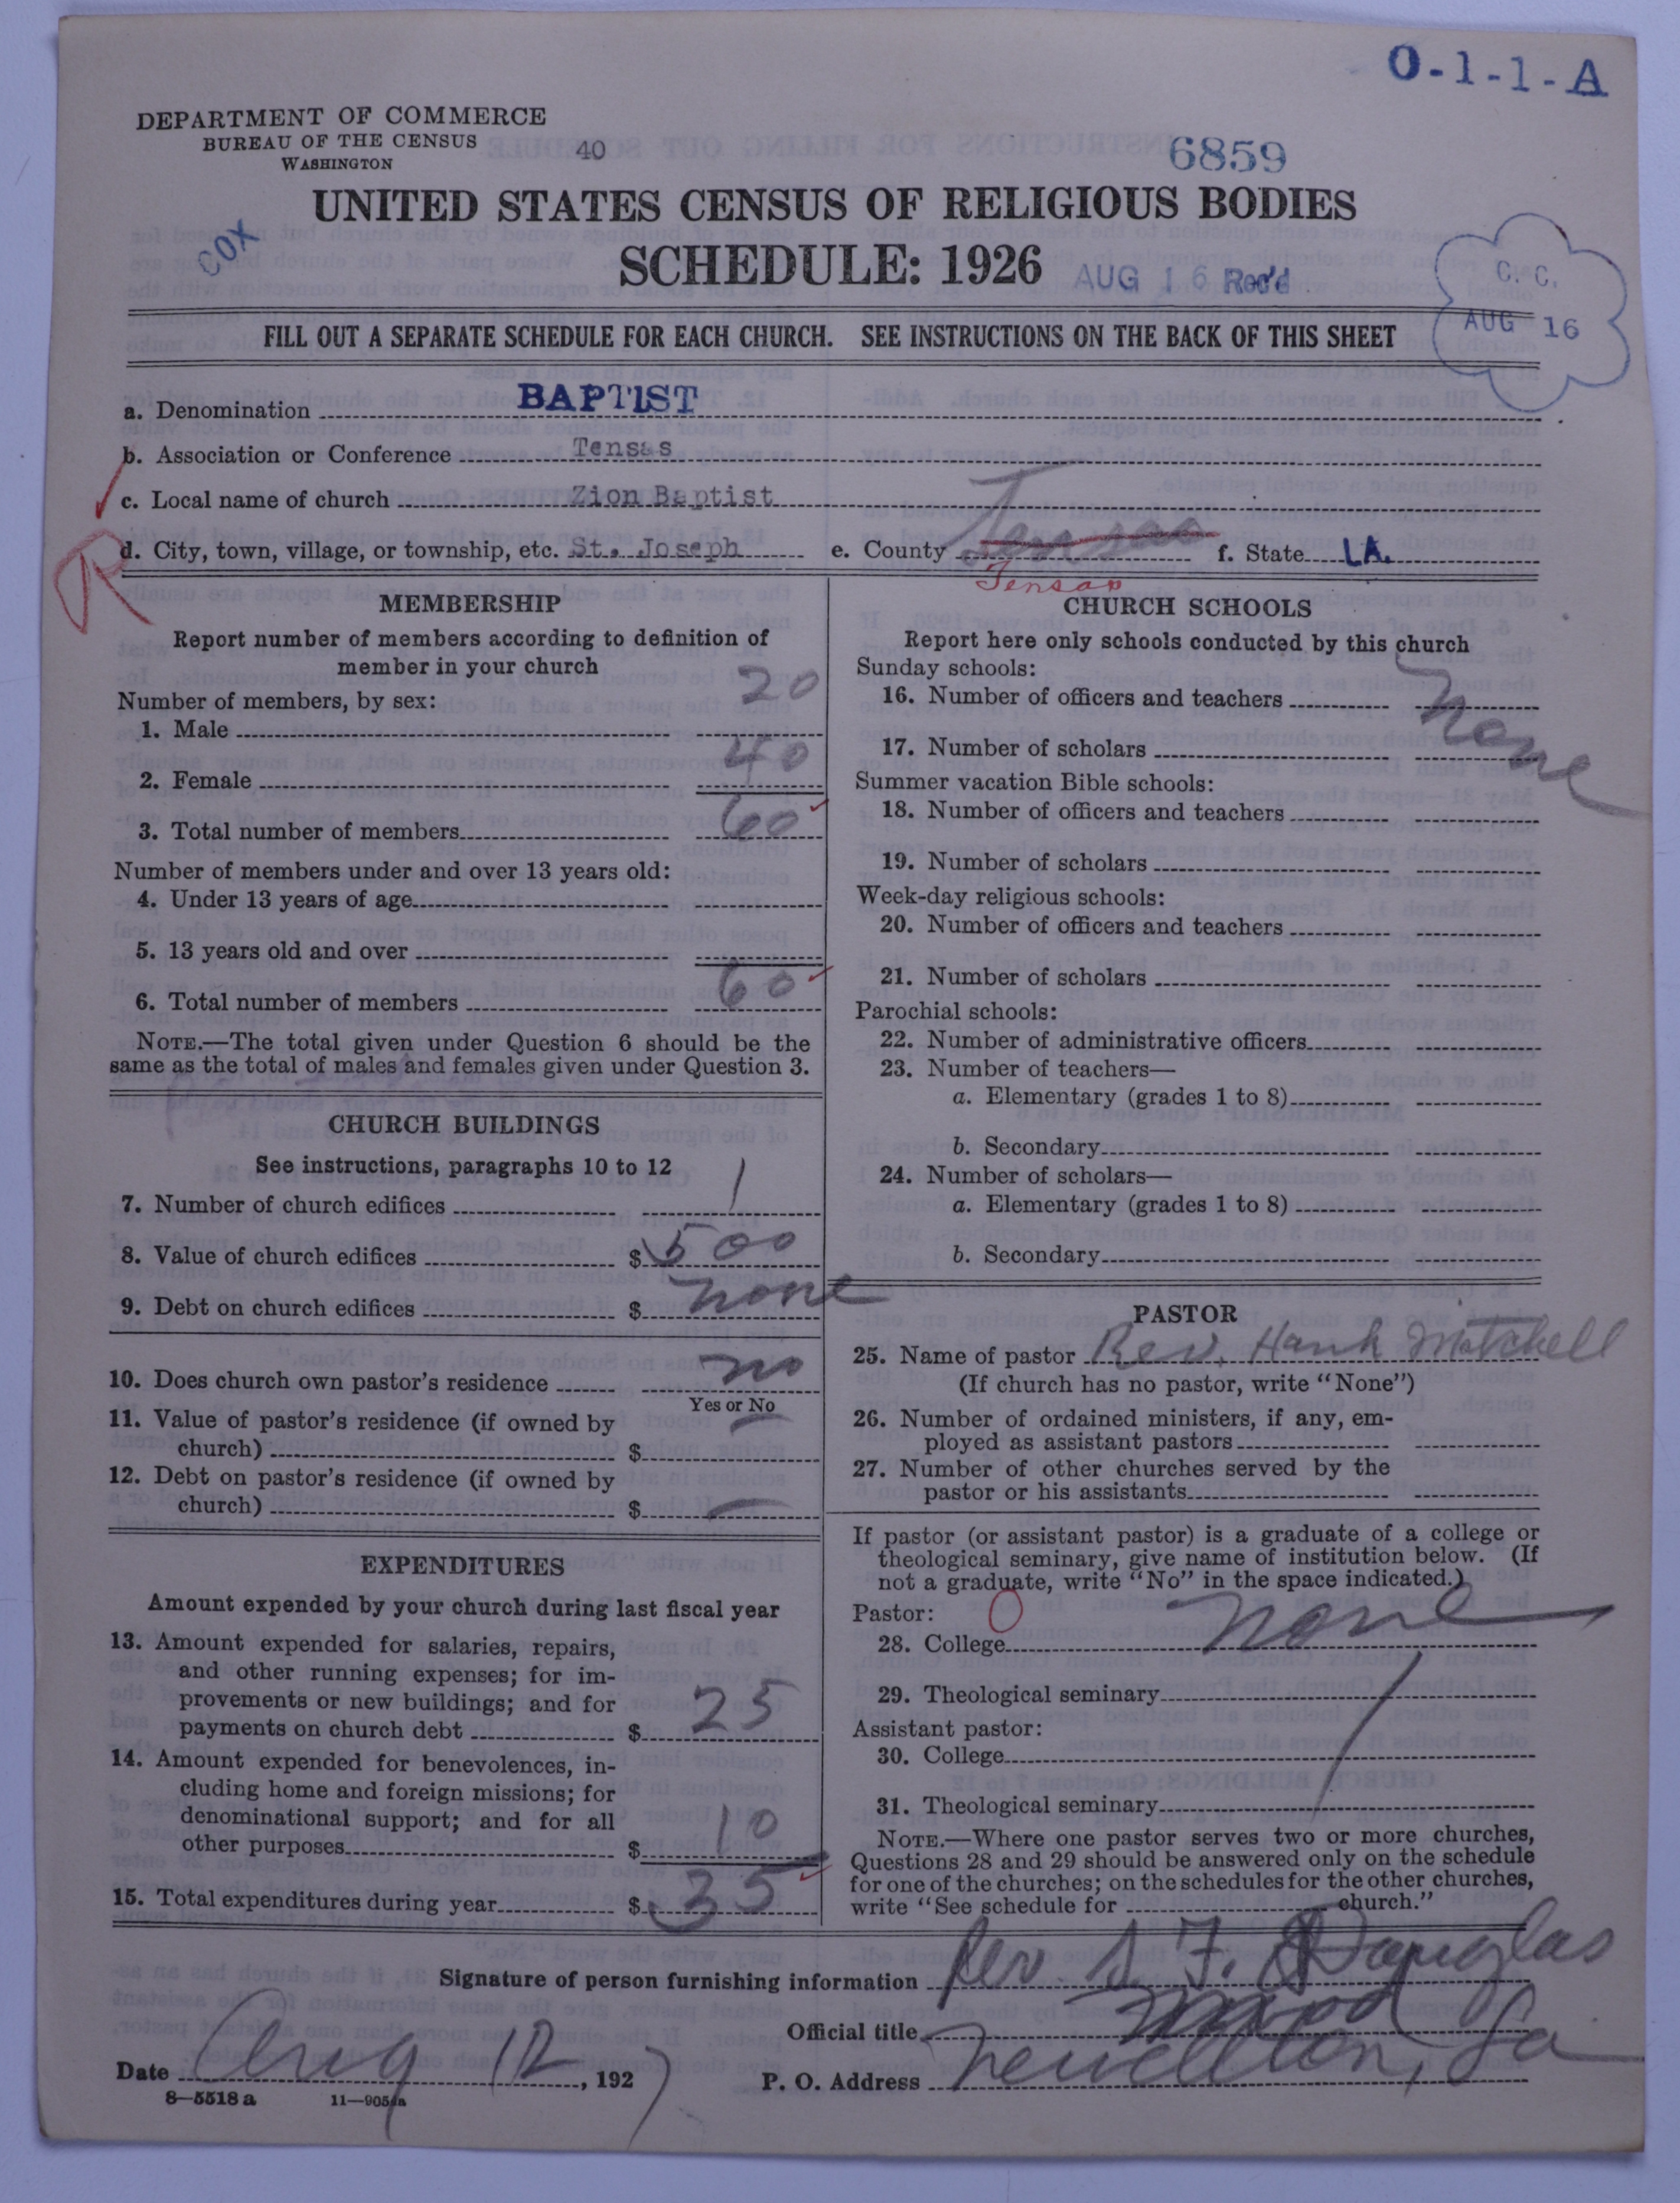 O-1-1-A
DEPARTMENT OF COMMERCE
BUREAU OF THE CENSUS
WASHINGTON
40
6859
UNITED STATES CENSUS OF RELIGIOUS BODIES
COX
SCHEDULE: 1926
AUG 16 Rec'd
C. C.
AUG 16
FILL OUT A SEPARATE SCHEDULE FOR EACH CHURCH. SEE INSTRUCTIONS ON THE BACK OF THIS SHEET
a. Denomination BAPTIST
b. Association or Conference Tensas
c. Local name of church Zion Baptist
R
d. City, town, village, or township, etc. St. Joseph e. County Tensas f. State LA.
Tensas
MEMBERSHIP
Report number of members according to definition of
member in your church
Number of members, by sex:
1. Male 20
2. Female 40
3. Total number of members 60
Number of members under and over 13 years old:
4. Under 13 years of age
5. 13 years old and over
6. Total number of members 60
NOTE.—The total given under Question 6 should be the
same as the total of males and females given under Question 3.
CHURCH BUILDINGS
See instructions, paragraphs 10 to 12
7. Number of church edifices 1
8. Value of church edifices $ 500
9. Debt on church edifices $ none
10. Does church own pastor's residence no
Yes or No
11. Value of pastor's residence (if owned by
church) $ —
12. Debt on pastor's residence (if owned by
church) $ —
EXPENDITURES
Amount expended by your church during last fiscal year
13. Amount expended for salaries, repairs,
and other running expenses; for im-
provements or new buildings; and for
payments on church debt $ 25
14. Amount expended for benevolences, in-
cluding home and foreign missions; for
denominational support; and for all
other purposes $ 10
15. Total expenditures during year $ 35
CHURCH SCHOOLS
Report here only schools conducted by this church
Sunday schools:
16. Number of officers and teachers None
17. Number of scholars
Summer vacation Bible schools:
18. Number of officers and teachers
19. Number of scholars
Week-day religious schools:
20. Number of officers and teachers
21. Number of scholars
Parochial schools:
22. Number of administrative officers
23. Number of teachers—
a. Elementary (grades 1 to 8)
b. Secondary
24. Number of scholars—
a. Elementary (grades 1 to 8)
b. Secondary
PASTOR
25. Name of pastor Rev. Hank Mitchell
(If church has no pastor, write "None")
26. Number of ordained ministers, if any, em-
ployed as assistant pastors
27. Number of other churches served by the
pastor or his assistants
If pastor (or assistant pastor) is a graduate of a college or
theological seminary, give name of institution below. (If
not a graduate, write "No" in the space indicated.)
Pastor: 0
28. College none
29. Theological seminary
Assistant pastor:
30. College
31. Theological seminary
NOTE.—Where one pastor serves two or more churches,
Questions 28 and 29 should be answered only on the schedule
for one of the churches; on the schedules for the other churches,
write "See schedule for church."
Signature of person furnishing information Rev. S. F. Douglas
Official title
Date Aug 12, 1927
P. O. Address Newellton, La
8—5518 a 11—9054a